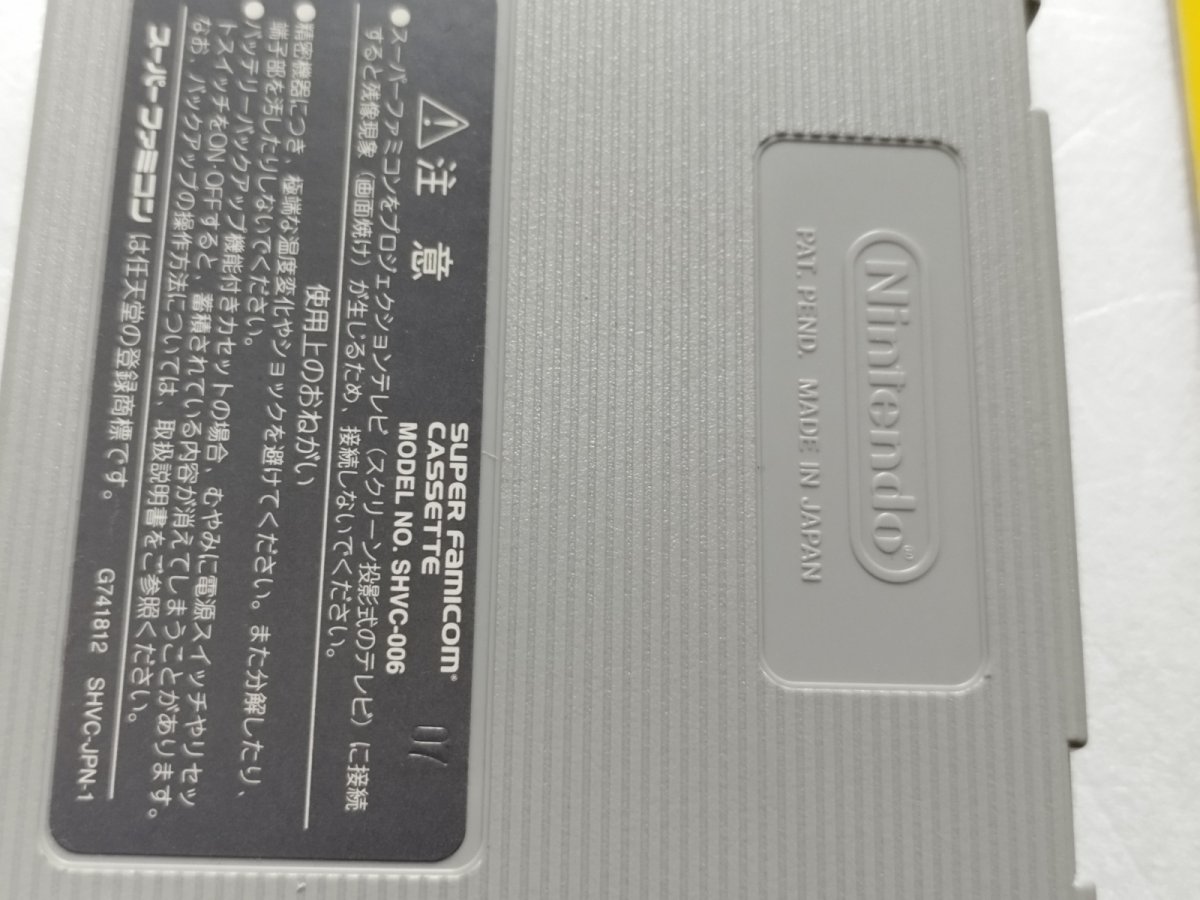 Nintendo®
PAT. PEND. MADE IN JAPAN
SUPER FAMICOM®
CASSETTE
MODEL NO. SHVC-006
07
⚠注 意
●スーパーファミコンをプロジェクションテレビ(スクリーン投影式のテレビ)に接続
すると残像現象(画面焼け)が生じるため、接続しないでください。
使用上のおねがい
●精密機器につき、極端な温度変化やショックを避けてください。また分解したり、
端子部を汚したりしないでください。
●バッテリーバックアップ機能付きカセットの場合、むやみに電源スイッチやリセッ
トスイッチをON・OFFすると、蓄積されている内容が消えてしまうことがあります。
なお、バックアップの操作方法については、取扱説明書をご参照ください。
スーパーファミコンは任天堂の登録商標です。 G741812 SHVC-JPN-1